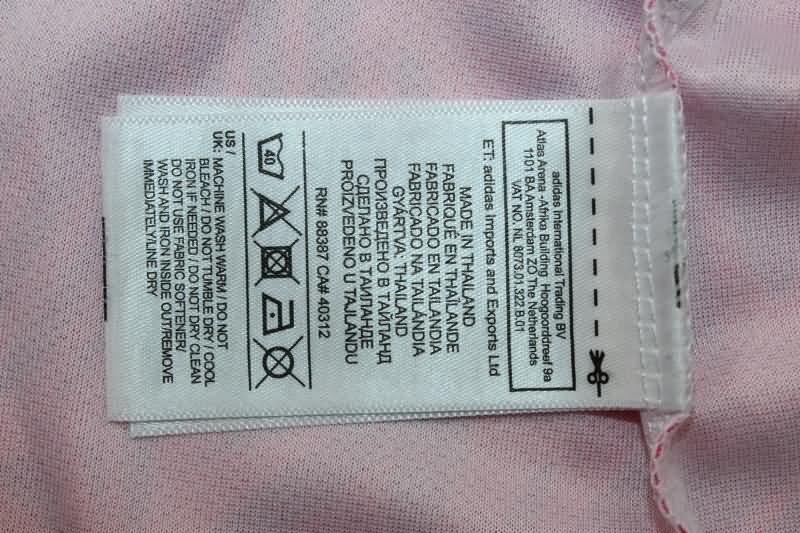 adidas International Trading BV
Atlas Arena -Afrika Building Hoogoorddreef 9a
1101 BA Amsterdam ZO The Netherlands
VAT NO. NL 8073.01.322.B.01
ET: adidas Imports and Exports Ltd
MADE IN THAILAND
FABRIQUÉ EN THAÏLANDE
FABRICADO EN TAILANDIA
FABRICADO NA TAILÂNDIA
GYÁRTVA: THAILAND
ПРОИЗВЕДЕНО В ТАЙЛАНД
СДЕЛАНО В ТАИЛАНДЕ
PROIZVEDENO U TAJLANDU
RN# 88387 CA# 40312
40
US /
UK: MACHINE WASH WARM / DO NOT
BLEACH / DO NOT TUMBLE DRY / COOL
IRON IF NEEDED / DO NOT DRY CLEAN
DO NOT USE FABRIC SOFTENER/
WASH AND IRON INSIDE OUT/REMOVE
IMMEDIATELY/LINE DRY